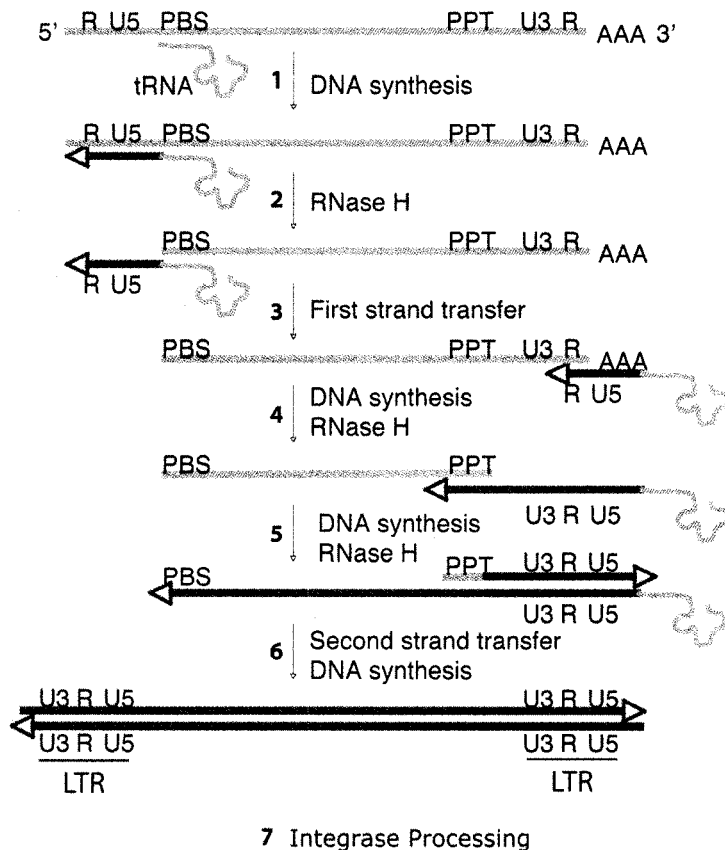 5' R U5 PBS PPT U3 R AAA 3'
tRNA 1 DNA synthesis
R U5 PBS PPT U3 R AAA
2 RNase H
PBS PPT U3 R AAA
R U5
3 First strand transfer
PBS PPT U3 R AAA
R U5
4 DNA synthesis
RNase H
PBS PPT
U3 R U5
5 DNA synthesis
RNase H
PBS PPT U3 R U5
U3 R U5
6 Second strand transfer
DNA synthesis
U3 R U5 U3 R U5
U3 R U5 U3 R U5
LTR LTR
7 Integrase Processing